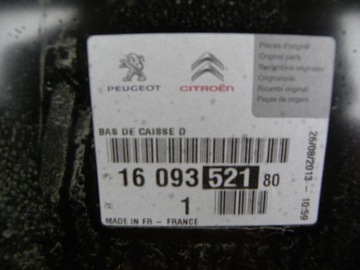 PEUGEOT
CITROËN
Pièces d'origine
Original parts
Recambios originales
Originalteile
Ricambi originali
Peças de origem
BAS DE CAISSE D
(P) 16 093 521 80
(Q) 1
MADE IN FR - FRANCE
26/08/2013 - 10:59